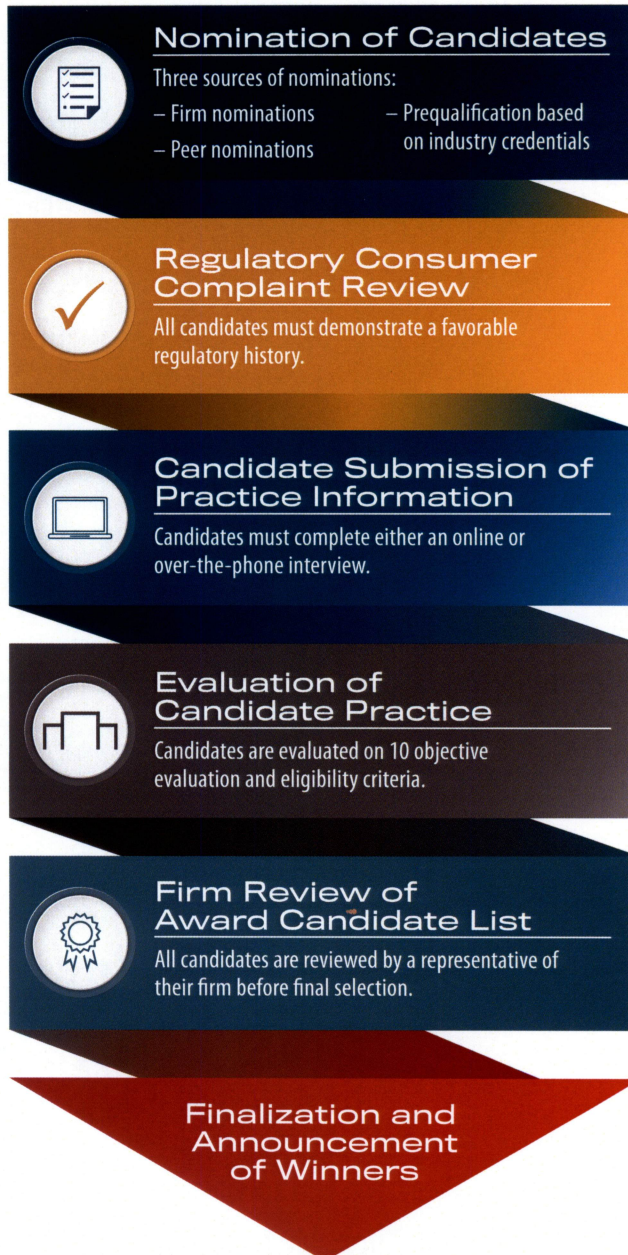 Nomination of Candidates
Three sources of nominations:
– Firm nominations
– Peer nominations
– Prequalification based
on industry credentials
Regulatory Consumer
Complaint Review
All candidates must demonstrate a favorable
regulatory history.
Candidate Submission of
Practice Information
Candidates must complete either an online or
over-the-phone interview.
Evaluation of
Candidate Practice
Candidates are evaluated on 10 objective
evaluation and eligibility criteria.
Firm Review of
Award Candidate List
All candidates are reviewed by a representative of
their firm before final selection.
Finalization and
Announcement
of Winners